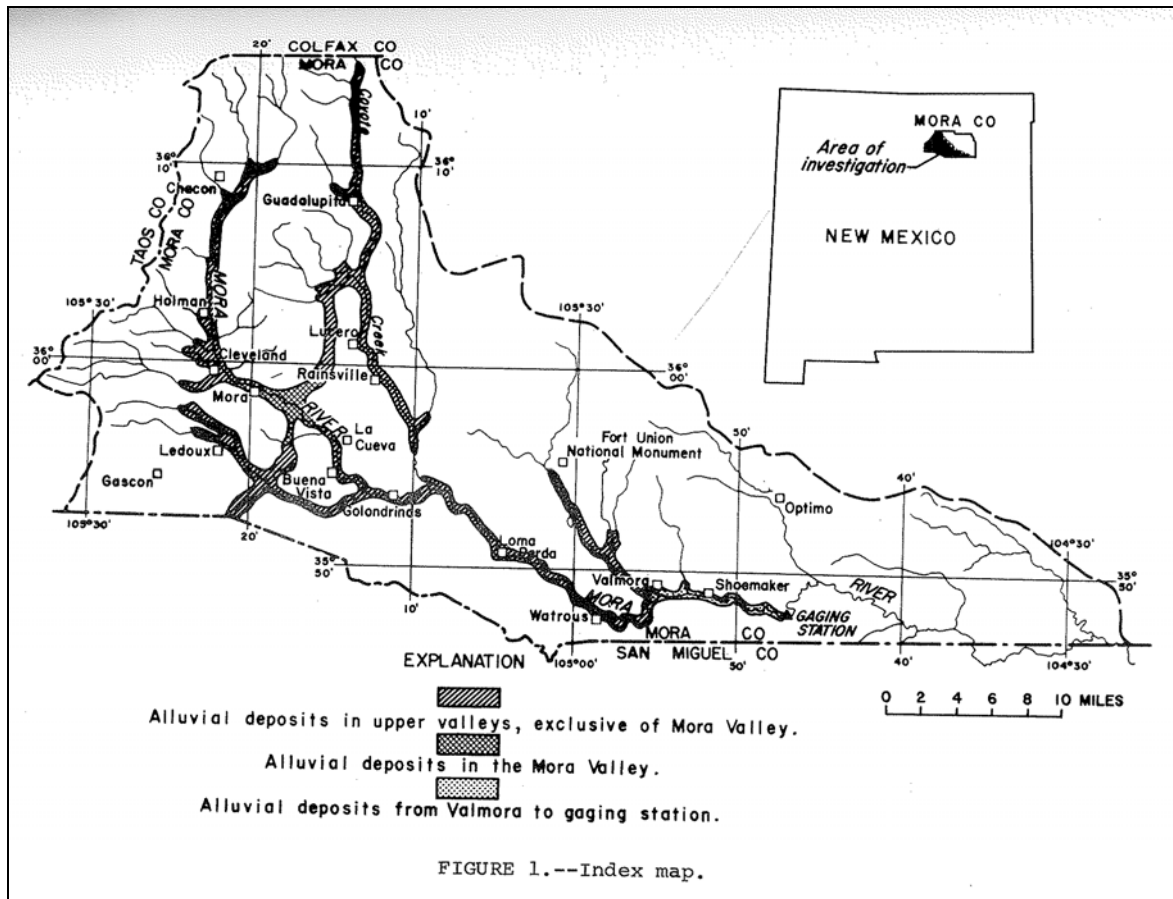 20'
COLFAX CO
MORA CO
Coyote
10'
MORA CO
Area of
investigation
NEW MEXICO
36°
10'
36°
10'
Chacon
Guadalupita
TAOS CO
MORA CO
MORA
105°30'
Holman
105°30'
Lucero
Creek
36°
00'
Cleveland
36°
00'
Rainsville
Mora
RIVER
La
Cueva
50'
Fort Union
National Monument
Ledoux
Gascon
Buena
Vista
40'
Optimo
109°30'
20'
Golondrinas
104°30'
35°
50'
Loma
Parda
35°
50'
Valmora
Shoemaker
RIVER
10'
MORA
Watrous
GAGING
STATION
MORA CO
SAN MIGUEL CO
105°00'
50'
40'
104°30'
EXPLANATION
0 2 4 6 8 10 MILES
Alluvial deposits in upper valleys, exclusive of Mora Valley.
Alluvial deposits in the Mora Valley.
Alluvial deposits from Valmora to gaging station.
FIGURE 1.--Index map.